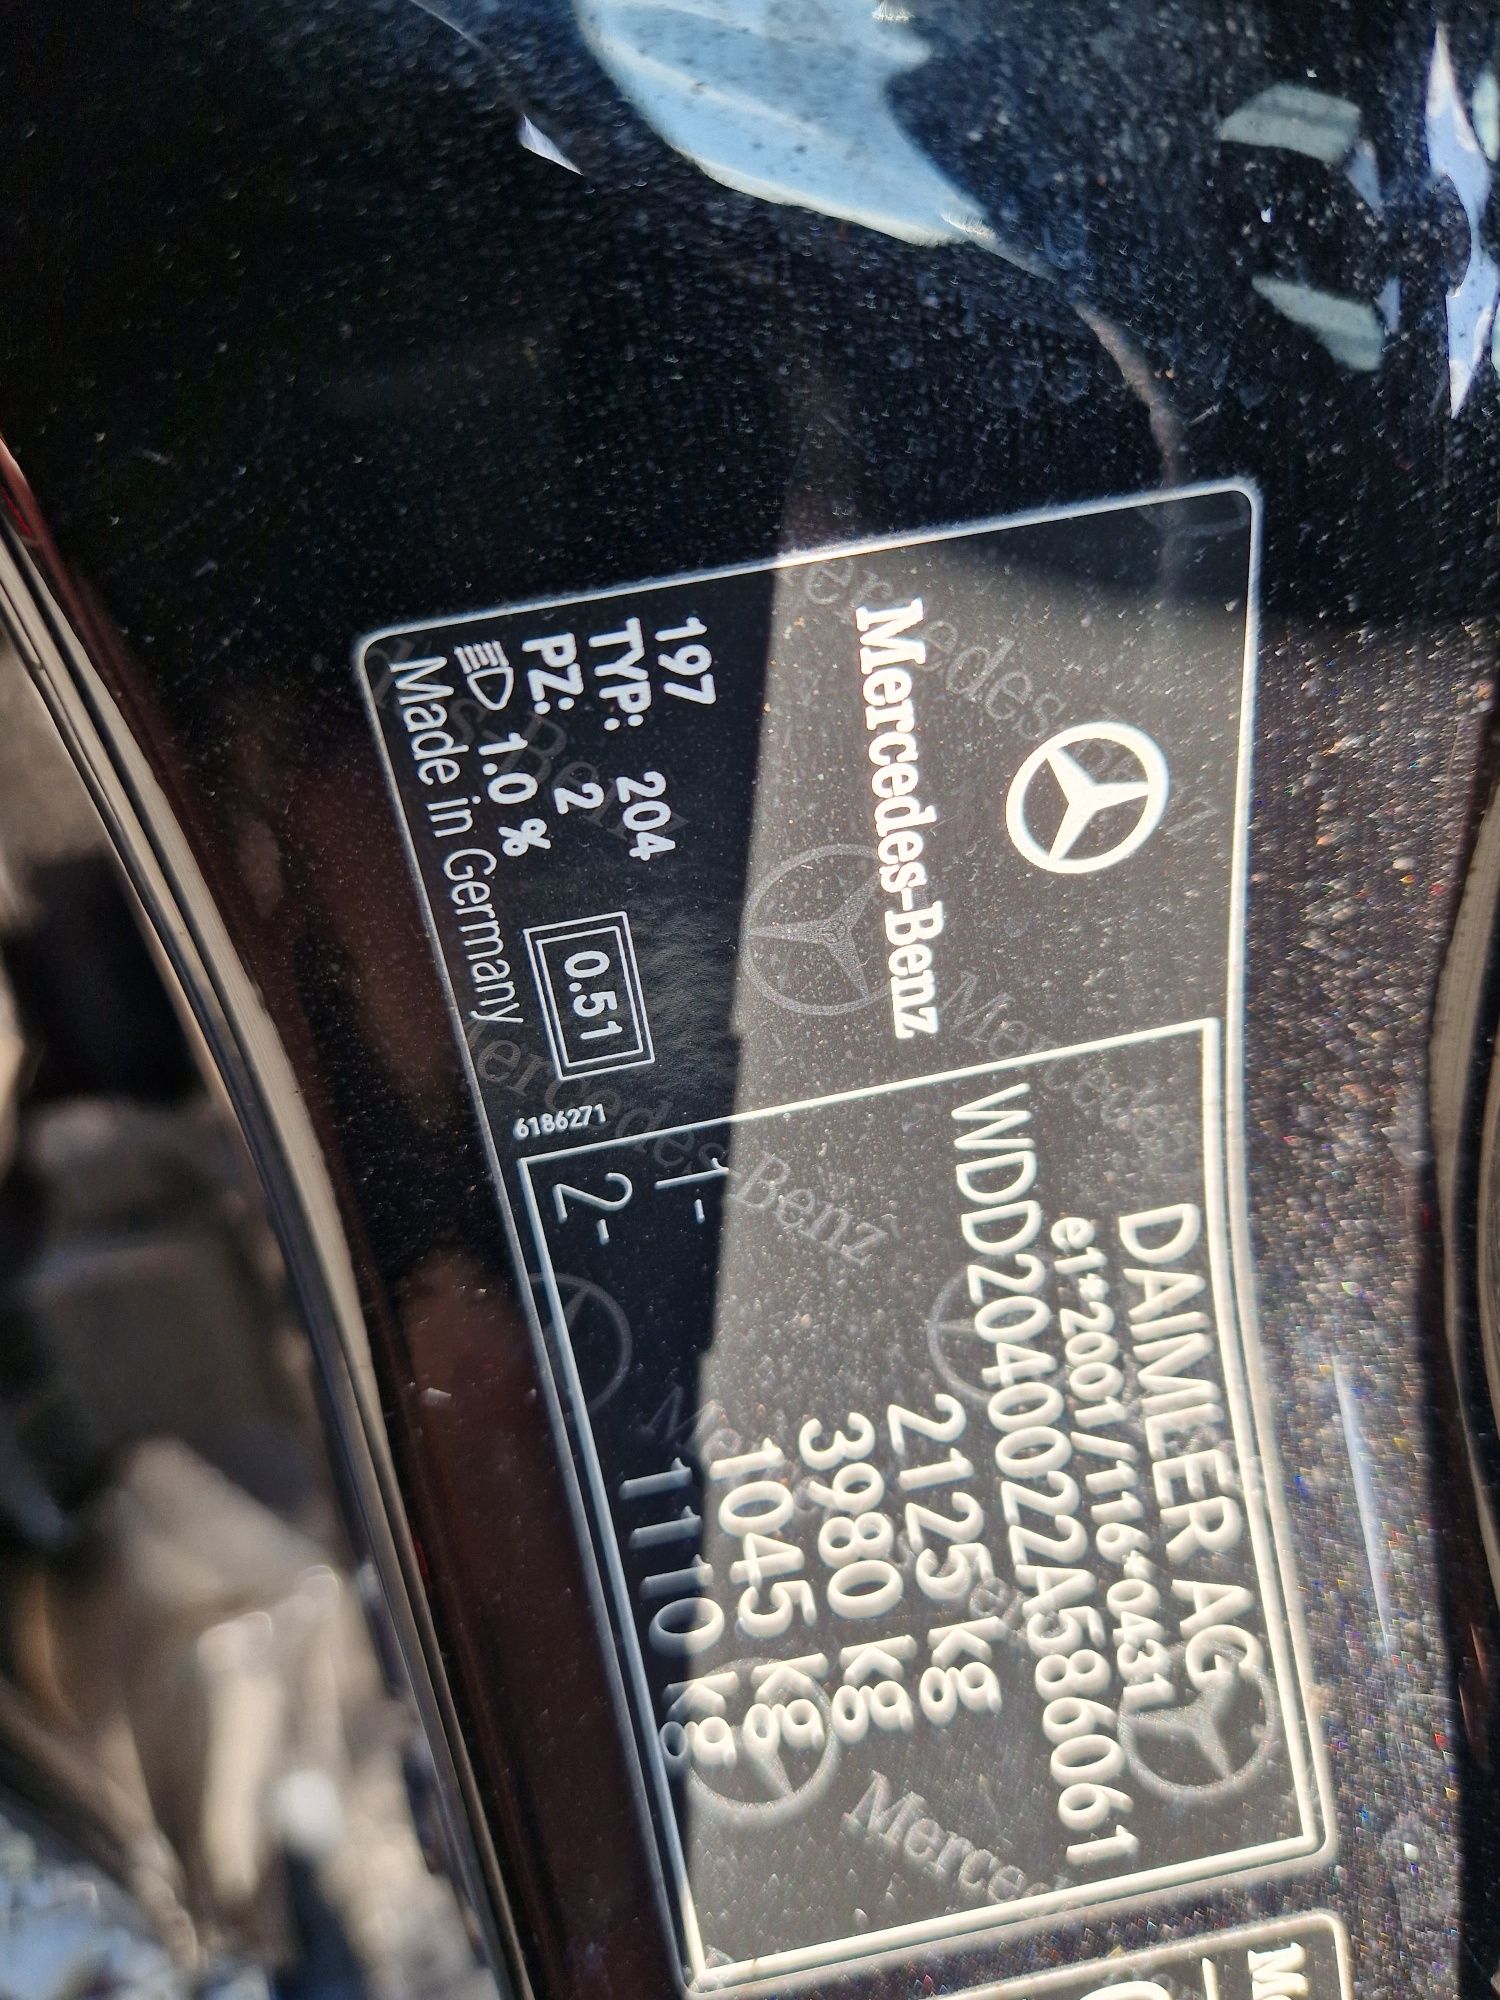 Mercedes-Benz
197
TYP: 204
PZ: 2
1.0 %
Made in Germany
0.51
6186271
DAIMLER AG
e1*2001/116*0431
WDD2040022A586061
2125 kg
3980 kg
1- 1045 kg
2- 1110 kg